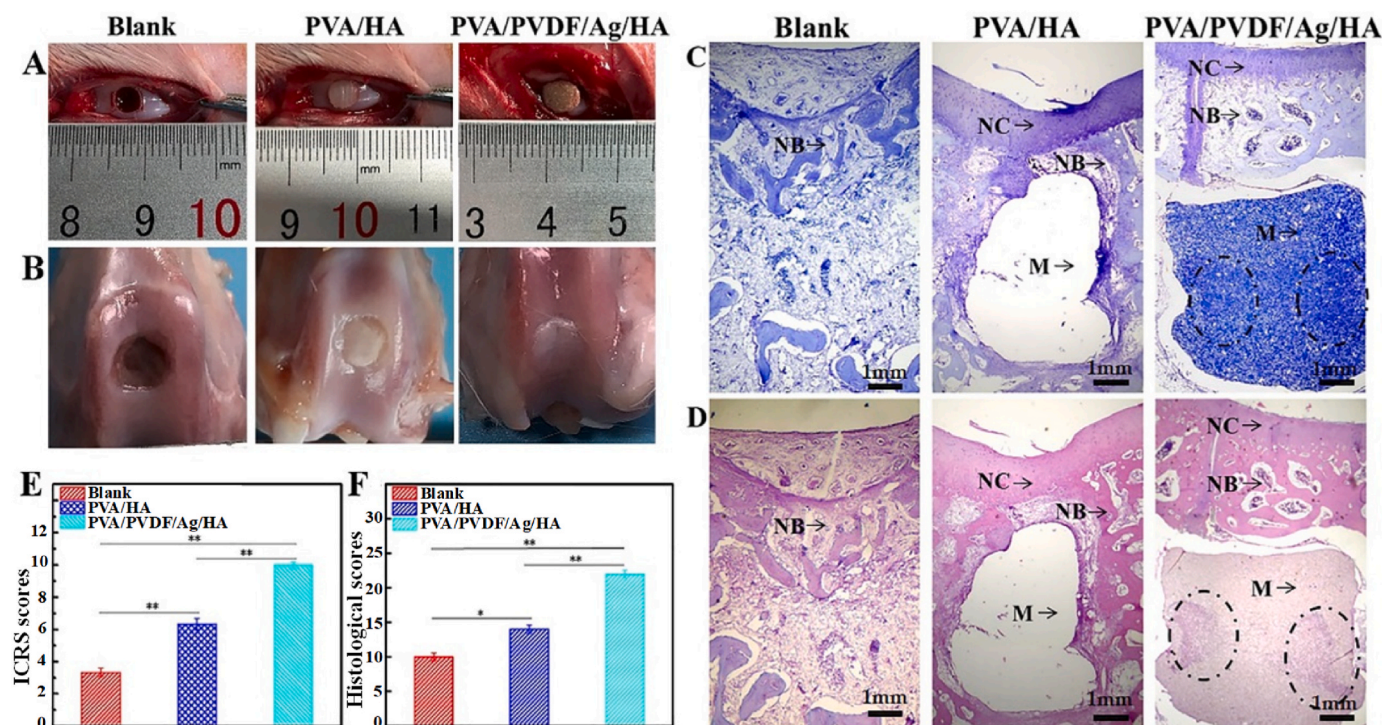 Blank PVA/HA PVA/PVDF/Ag/HA
A
mm
8 9 10
mm
9 10 11
3 4 5
B
C
Blank PVA/HA PVA/PVDF/Ag/HA
NB
1mm
NC
NB
M
1mm
NC
NB
M
1mm
D
NB
1mm
NC
NB
M
1mm
NC
NB
M
1mm
E
Blank
PVA/HA
PVA/PVDF/Ag/HA
ICRS scores
12
10
8
6
4
2
0
**
**
**
F
Blank
PVA/HA
PVA/PVDF/Ag/HA
Histological scores
30
25
20
15
10
5
0
**
**
*